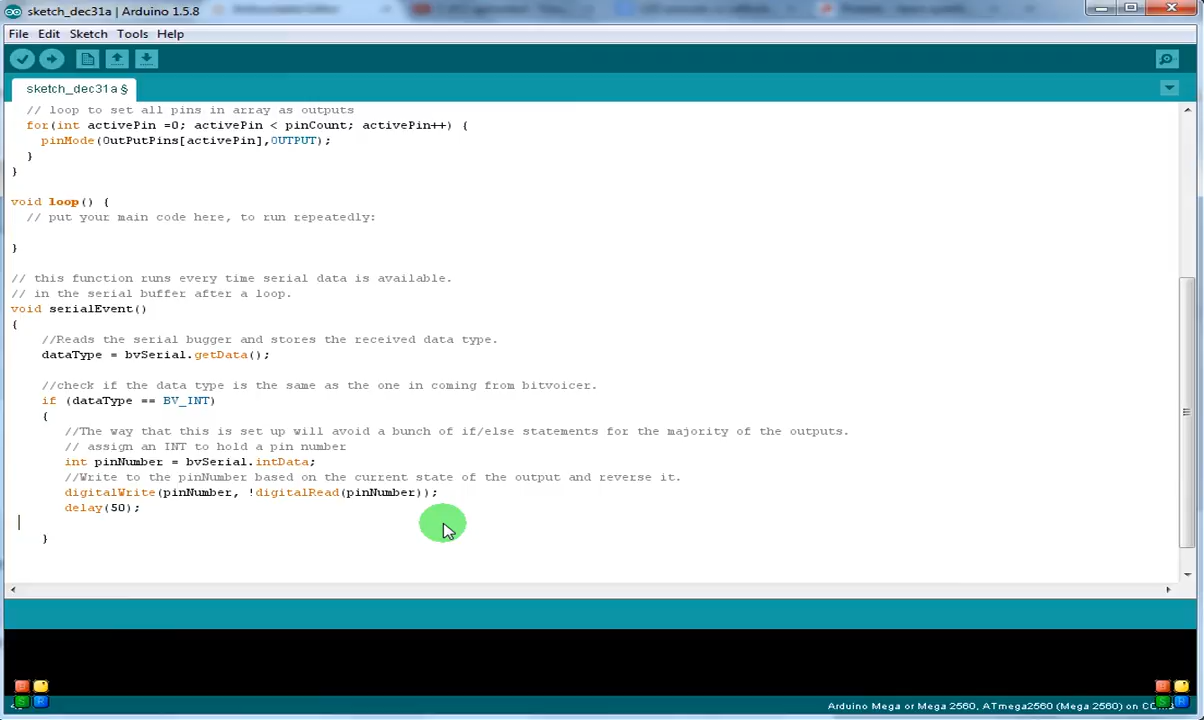 sketch_dec31a | Arduino 1.5.8
File Edit Sketch Tools Help
sketch_dec31a §
// loop to set all pins in array as outputs
for(int activePin =0; activePin < pinCount; activePin++) {
pinMode(OutPutPins[activePin],OUTPUT);
}
}
void loop() {
// put your main code here, to run repeatedly:
}
// this function runs every time serial data is available.
// in the serial buffer after a loop.
void serialEvent()
{
//Reads the serial bugger and stores the received data type.
dataType = bvSerial.getData();
//check if the data type is the same as the one in coming from bitvoicer.
if (dataType == BV_INT)
{
//The way that this is set up will avoid a bunch of if/else statements for the majority of the outputs.
// assign an INT to hold a pin number
int pinNumber = bvSerial.intData;
//Write to the pinNumber based on the current state of the output and reverse it.
digitalWrite(pinNumber, !digitalRead(pinNumber));
delay(50);
}
Arduino Mega or Mega 2560, ATmega2560 (Mega 2560) on